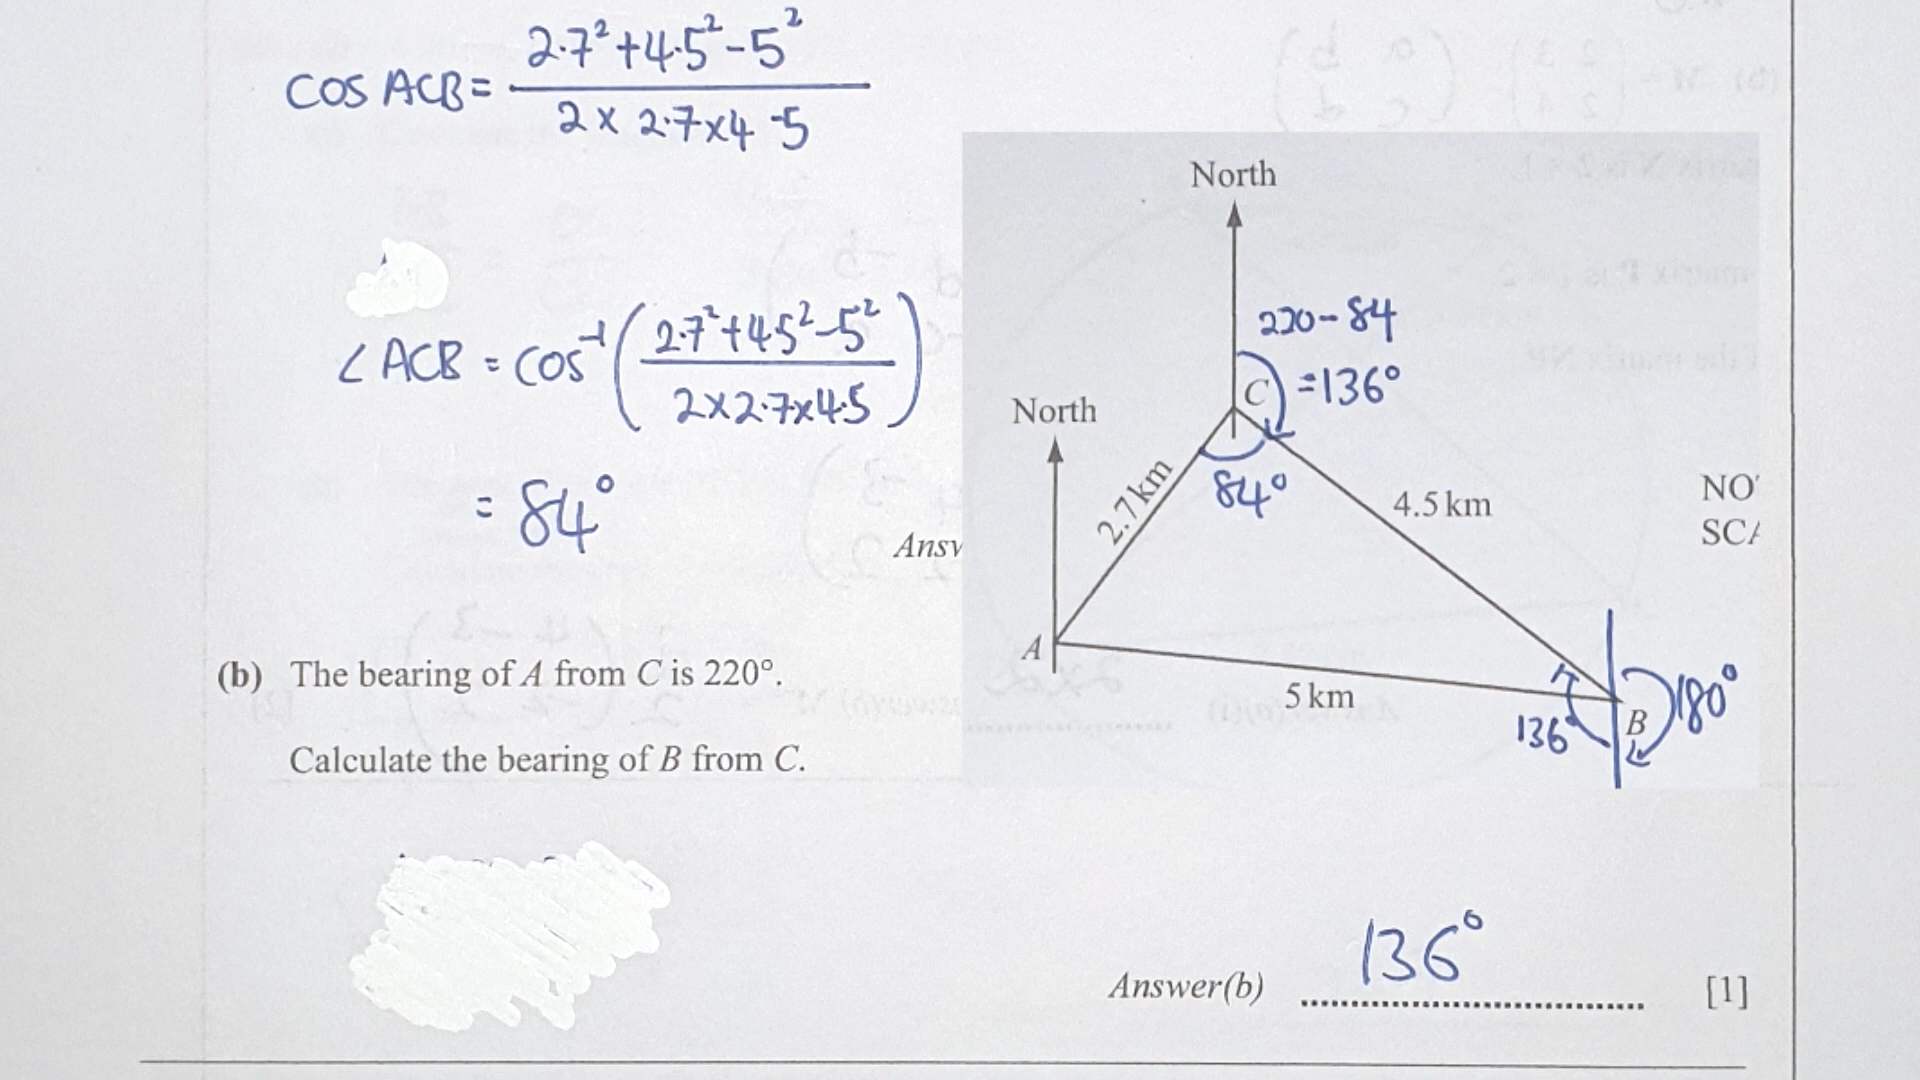 cos ACB = 2.7² + 4.5² - 5² / 2 x 2.7 x 4.5
∠ ACB = cos⁻¹ ( 2.7² + 4.5² - 5² / 2 x 2.7 x 4.5 )
= 84°
North
220 - 84
C = 136°
North
84°
2.7 km
4.5 km
NO
SCA
Answ
A
5 km
136
B
180°
(b) The bearing of A from C is 220°.
Calculate the bearing of B from C.
136°
Answer(b) ........................................ [1]